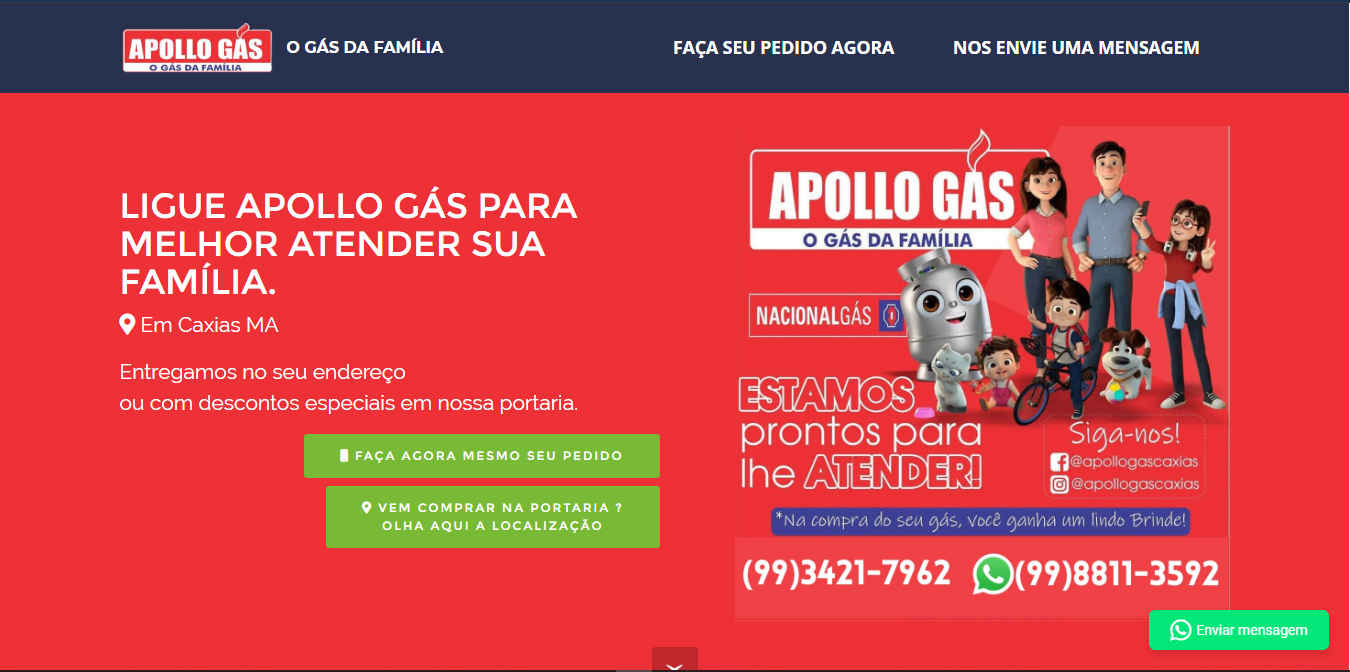 APOLLO GÁS
O GÁS DA FAMÍLIA
O GÁS DA FAMÍLIA
FAÇA SEU PEDIDO AGORA
NOS ENVIE UMA MENSAGEM
LIGUE APOLLO GÁS PARA
MELHOR ATENDER SUA
FAMÍLIA.
Em Caxias MA
Entregamos no seu endereço
ou com descontos especiais em nossa portaria.
FAÇA AGORA MESMO SEU PEDIDO
VEM COMPRAR NA PORTARIA ?
OLHA AQUI A LOCALIZAÇÃO
APOLLO GÁS
O GÁS DA FAMÍLIA
NACIONALGÁS
ESTAMOS
prontos para
lhe ATENDER!
Siga-nos!
@apollogascaxias
@apollogascaxias
*Na compra do seu gás, você ganha um lindo Brinde!
(99)3421-7962
(99)8811-3592
Enviar mensagem